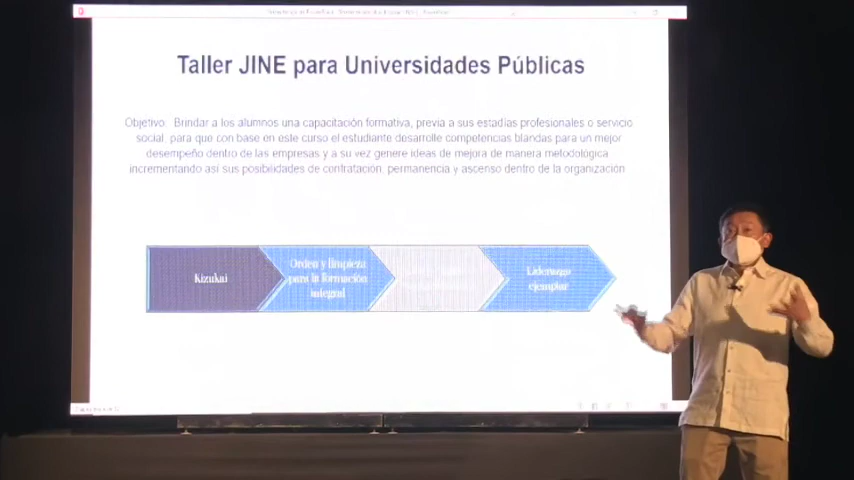 Taller JINE para Universidades Públicas
Objetivo: Brindar a los alumnos una capacitación formativa, previa a sus estadías profesionales o servicio
social, para que con base en este curso el estudiante desarrolle competencias blandas para un mejor
desempeño dentro de las empresas y a su vez genere ideas de mejora de manera metodológica
incrementando así sus posibilidades de contratación, permanencia y ascenso dentro de la organización
Kizukai
Orden y limpieza
para la formación
integral
Liderazgo
ejemplar